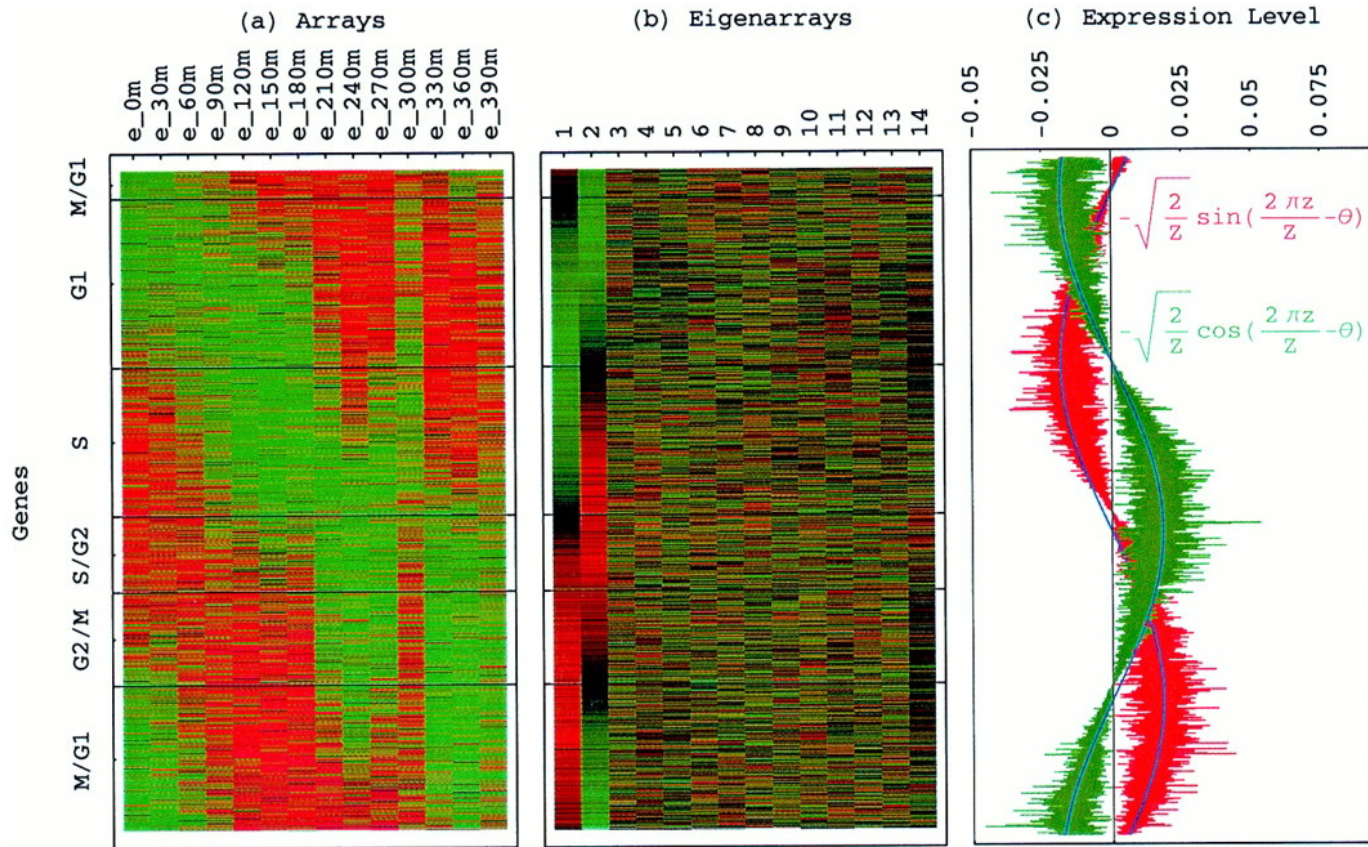 (a) Arrays
(b) Eigenarrays
(c) Expression Level
e_0m
e_30m
e_60m
e_90m
e_120m
e_150m
e_180m
e_210m
e_240m
e_270m
e_300m
e_330m
e_360m
e_390m
1
2
3
4
5
6
7
8
9
10
11
12
13
14
-0.05
-0.025
0
0.025
0.05
0.075
Genes
M/G1
G1
S
S/G2
G2/M
M/G1
-√(2/Z) sin(2πz/Z-θ)
-√(2/Z) cos(2πz/Z-θ)